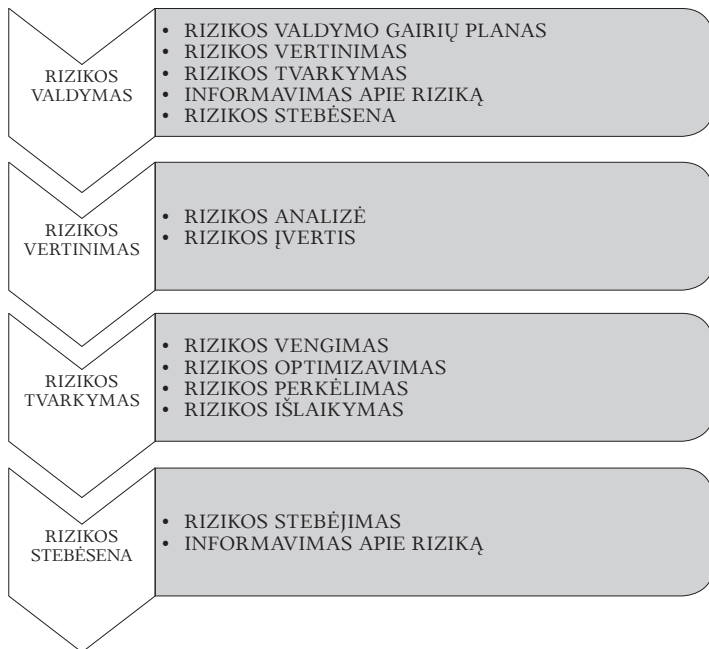 RIZIKOS
VALDYMAS
• RIZIKOS VALDYMO GAIRIŲ PLANAS
• RIZIKOS VERTINIMAS
• RIZIKOS TVARKYMAS
• INFORMAVIMAS APIE RIZIKĄ
• RIZIKOS STEBĖSENA
RIZIKOS
VERTINIMAS
• RIZIKOS ANALIZĖ
• RIZIKOS ĮVERTIS
RIZIKOS
TVARKYMAS
• RIZIKOS VENGIMAS
• RIZIKOS OPTIMIZAVIMAS
• RIZIKOS PERKĖLIMAS
• RIZIKOS IŠLAIKYMAS
RIZIKOS
STEBĖSENA
• RIZIKOS STEBĖJIMAS
• INFORMAVIMAS APIE RIZIKĄ